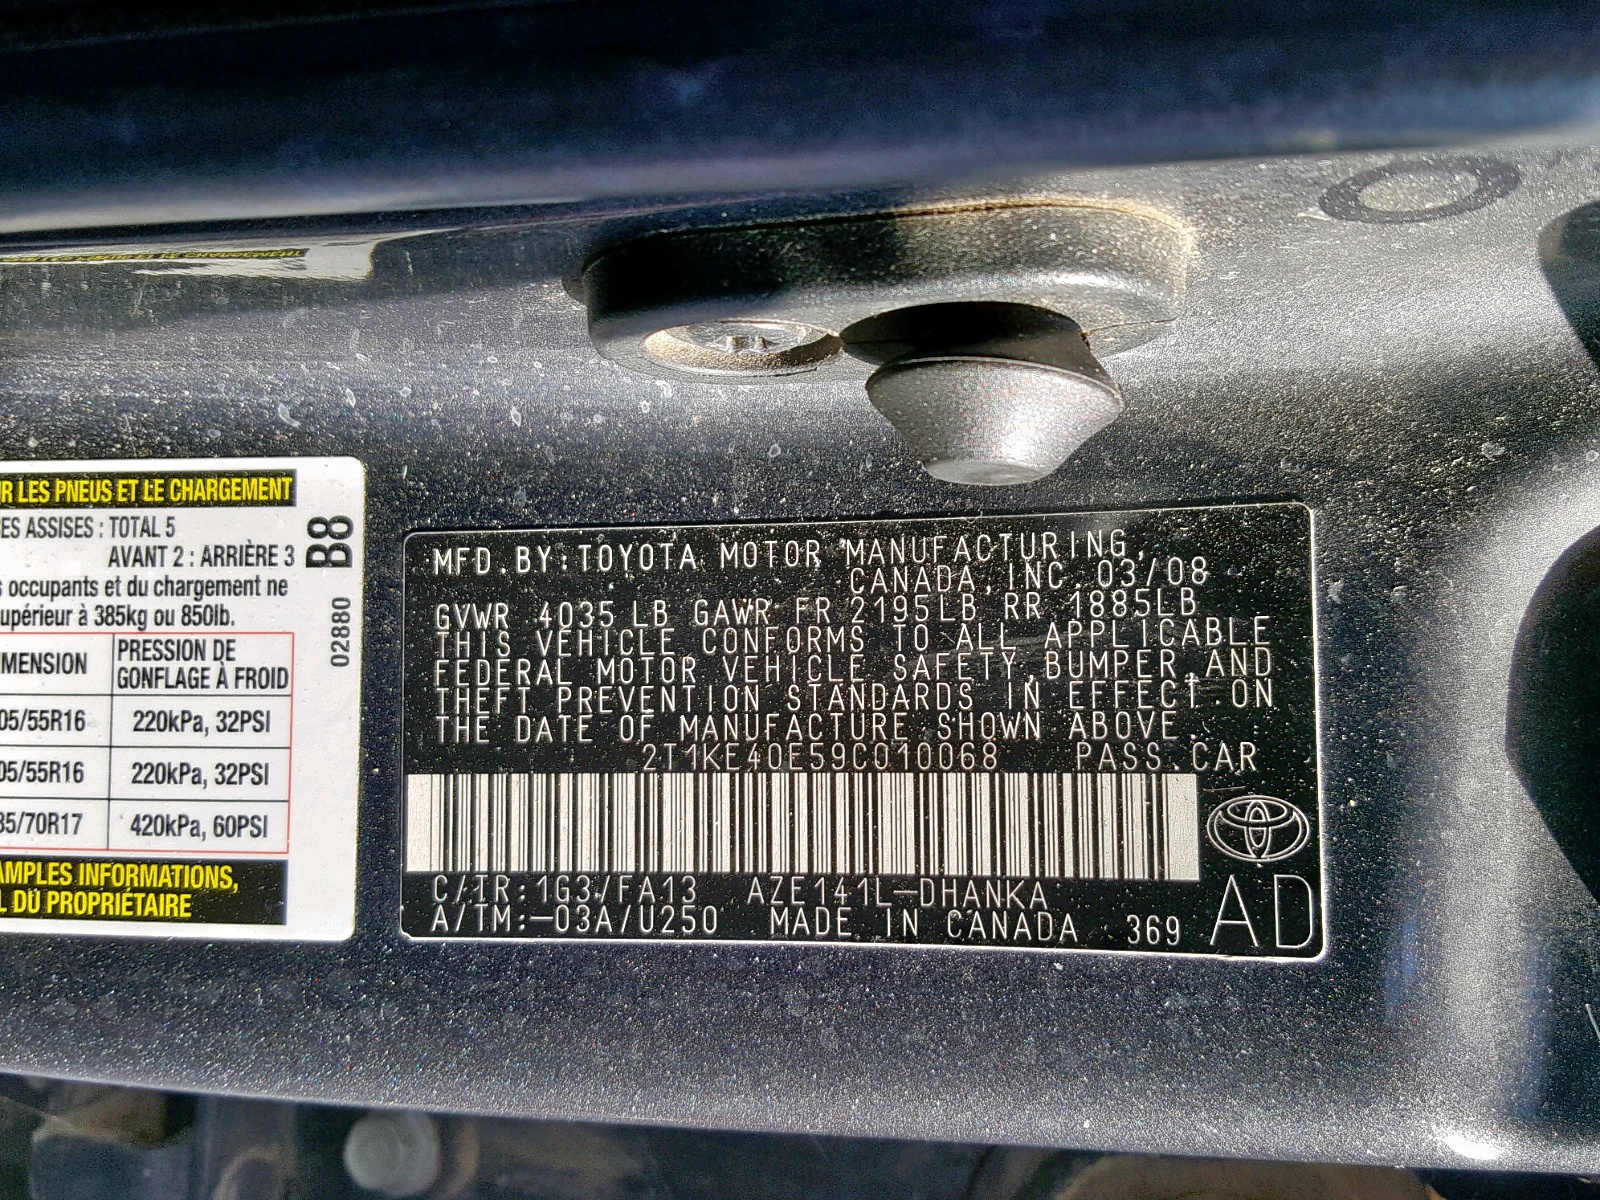 R LES PNEUS ET LE CHARGEMENT
ES ASSISES : TOTAL 5
AVANT 2 : ARRIÈRE 3
s occupants et du chargement ne
upérieur à 385kg ou 850lb.
MENSION
PRESSION DE
GONFLAGE À FROID
05/55R16 220kPa, 32PSI
05/55R16 220kPa, 32PSI
35/70R17 420kPa, 60PSI
AMPLES INFORMATIONS,
L DU PROPRIÉTAIRE
B8
02880
MFD.BY:TOYOTA MOTOR MANUFACTURING,
CANADA,INC.03/08
GVWR 4035 LB GAWR FR 2195LB RR 1885LB
THIS VEHICLE CONFORMS TO ALL APPLICABLE
FEDERAL MOTOR VEHICLE SAFETY,BUMPER,AND
THEFT PREVENTION STANDARDS IN EFFECT ON
THE DATE OF MANUFACTURE SHOWN ABOVE.
2T1KE40E59C010068 PASS.CAR
C/TR:1G3/FA13 AZE141L-DHANKA
A/TM:-03A/U250 MADE IN CANADA 369
AD